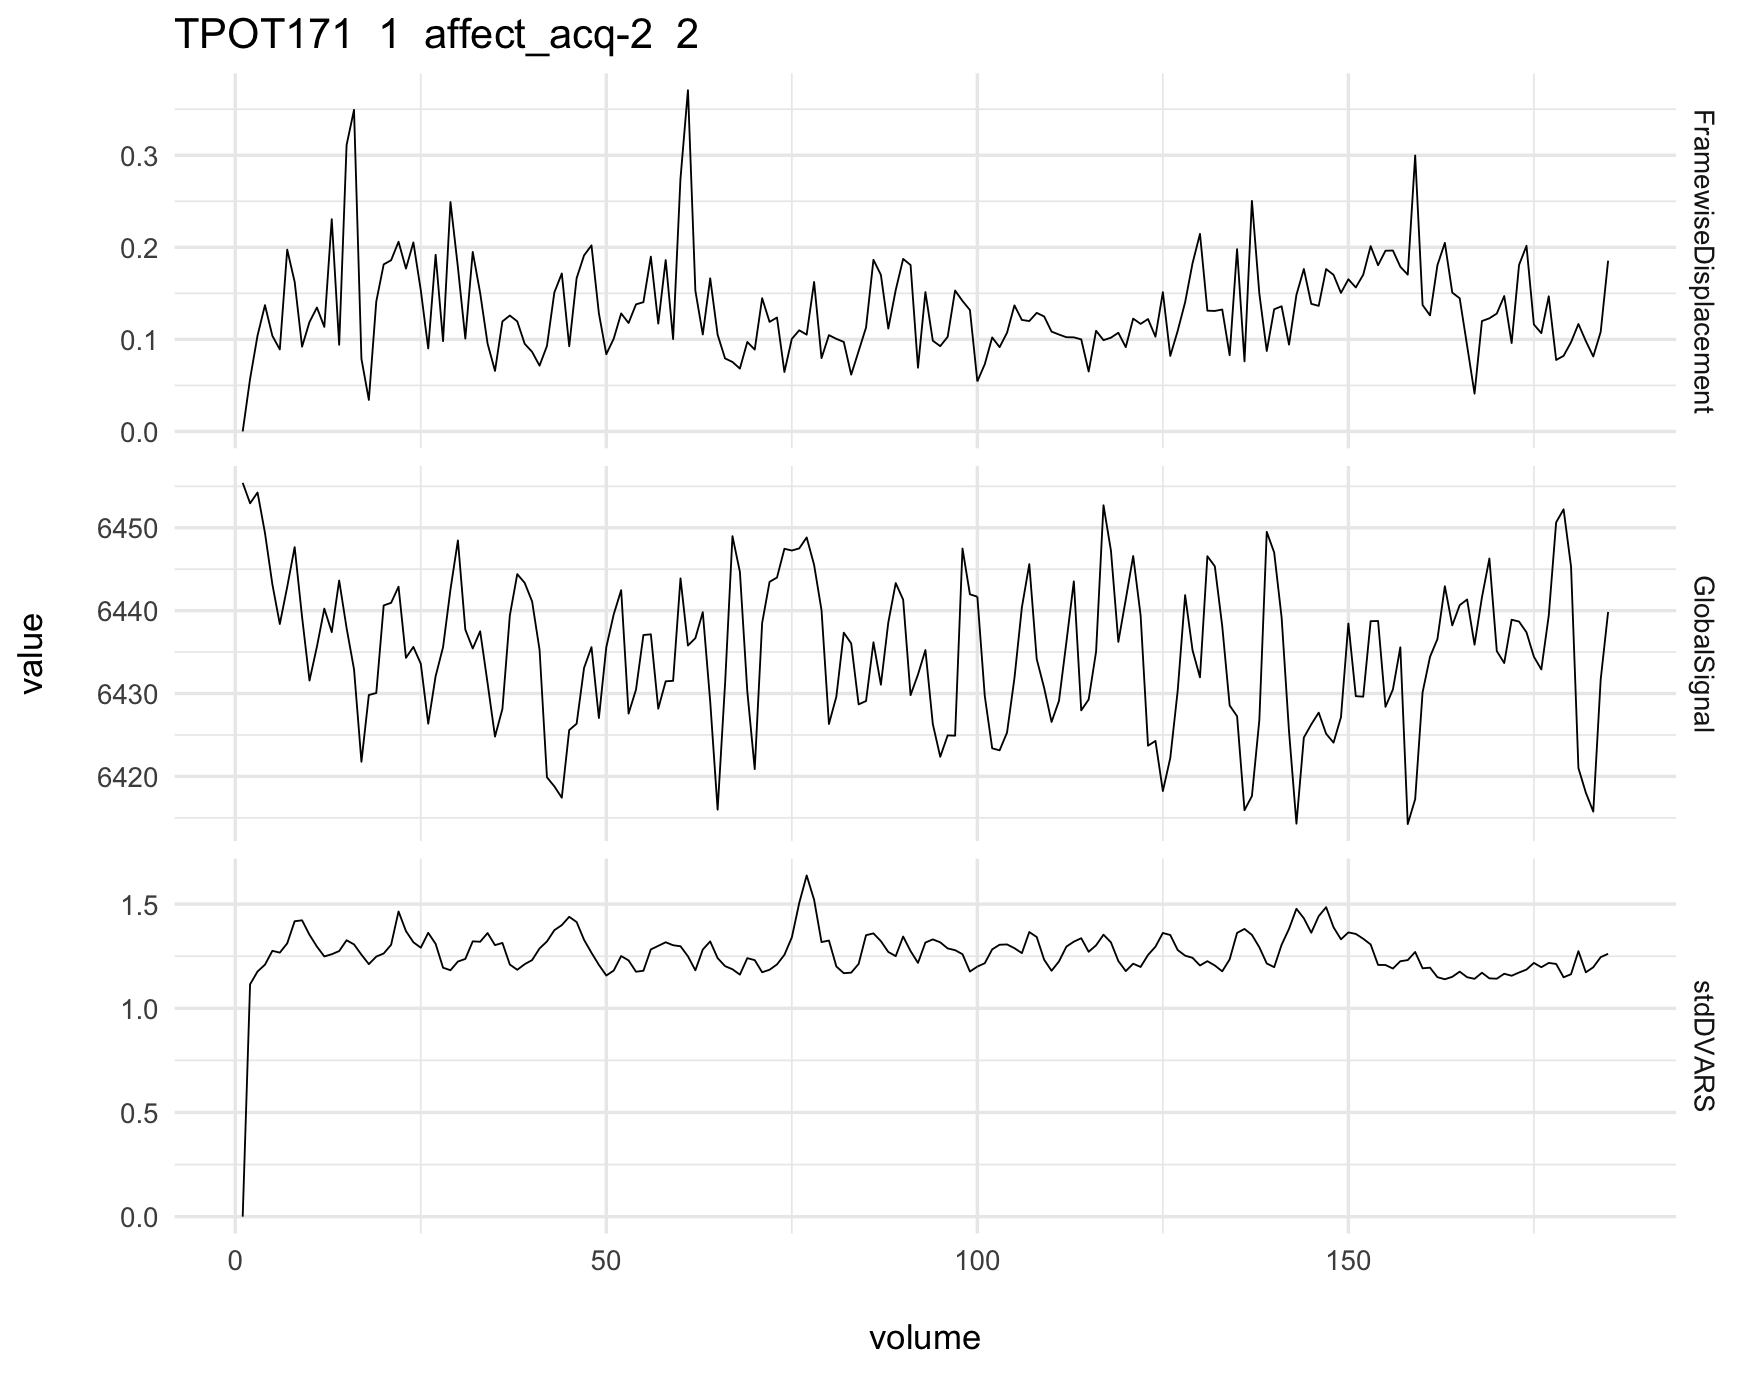 TPOT171 1 affect_acq-2 2
0.3
0.2
0.1
0.0
FramewiseDisplacement
6450
6440
6430
6420
GlobalSignal
1.5
1.0
0.5
0.0
stdDVARS
value
0 50 100 150
volume